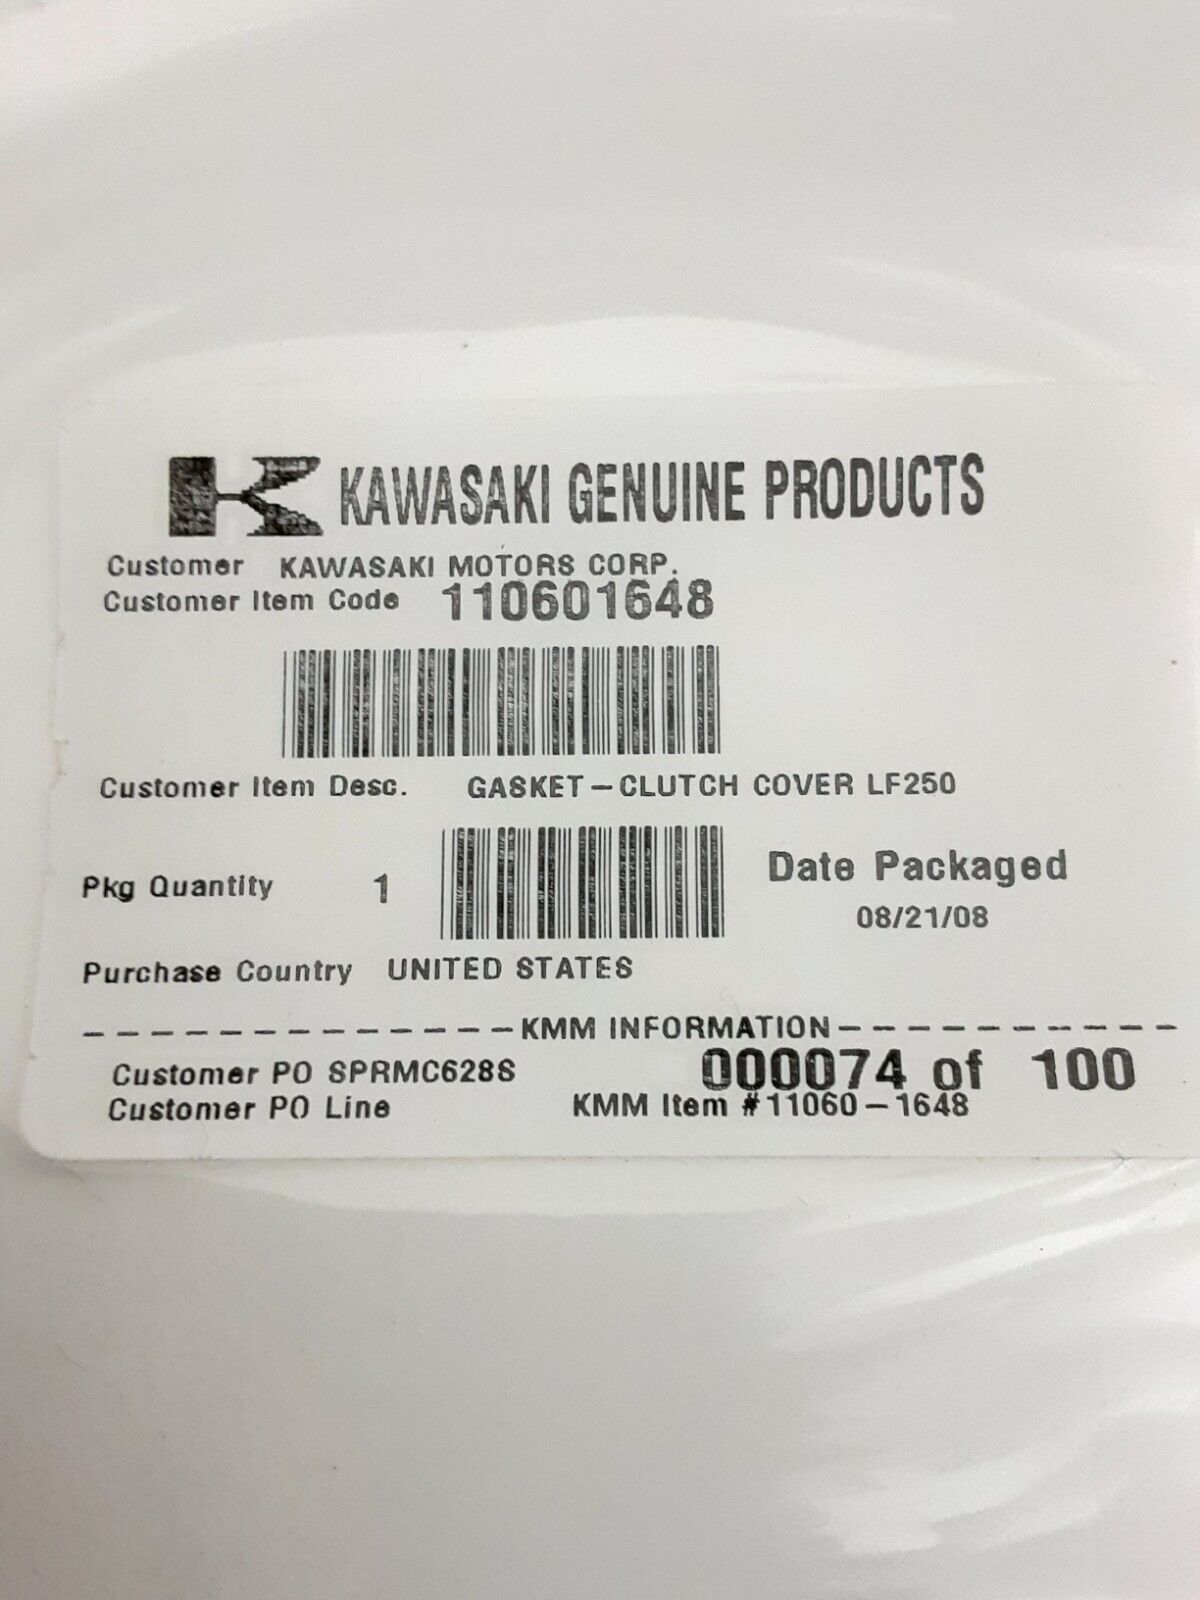 K KAWASAKI GENUINE PRODUCTS
Customer KAWASAKI MOTORS CORP.
Customer Item Code 110601648
Customer Item Desc. GASKET-CLUTCH COVER LF250
Pkg Quantity 1
Date Packaged
08/21/08
Purchase Country UNITED STATES
-------------KMM INFORMATION----------
Customer PO SPRMC628S 000074 of 100
Customer PO Line KMM Item #11060-1648